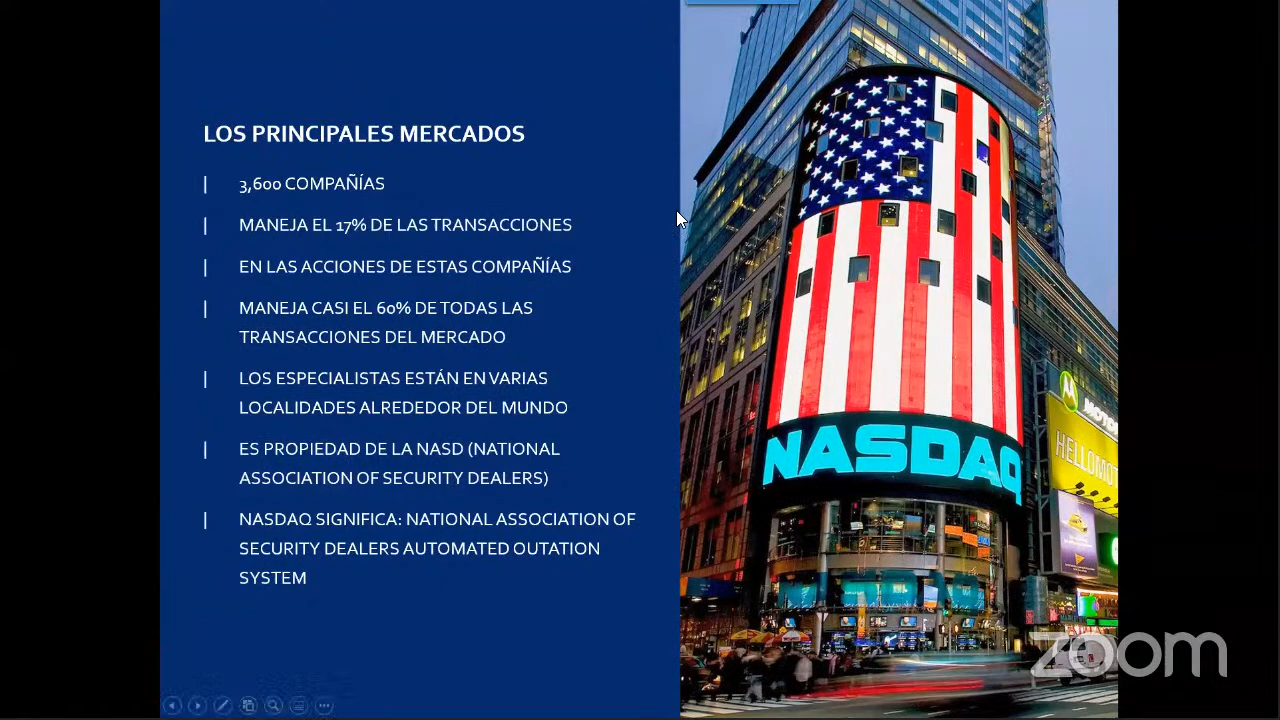 LOS PRINCIPALES MERCADOS
| 3,600 COMPAÑÍAS
| MANEJA EL 17% DE LAS TRANSACCIONES
| EN LAS ACCIONES DE ESTAS COMPAÑÍAS
| MANEJA CASI EL 60% DE TODAS LAS
TRANSACCIONES DEL MERCADO
| LOS ESPECIALISTAS ESTÁN EN VARIAS
LOCALIDADES ALREDEDOR DEL MUNDO
| ES PROPIEDAD DE LA NASD (NATIONAL
ASSOCIATION OF SECURITY DEALERS)
| NASDAQ SIGNIFICA: NATIONAL ASSOCIATION OF
SECURITY DEALERS AUTOMATED OUTATION
SYSTEM
NASDAQ
HELLOMOT
zoom